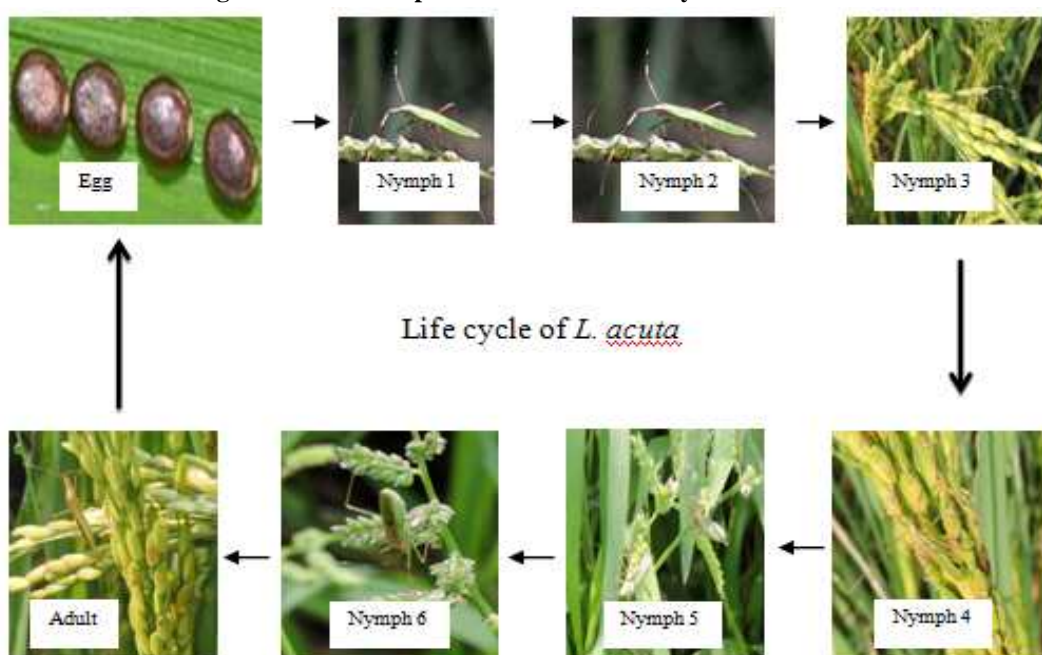 Egg
Nymph 1
Nymph 2
Nymph 3
Life cycle of L. acuta
Adult
Nymph 6
Nymph 5
Nymph 4